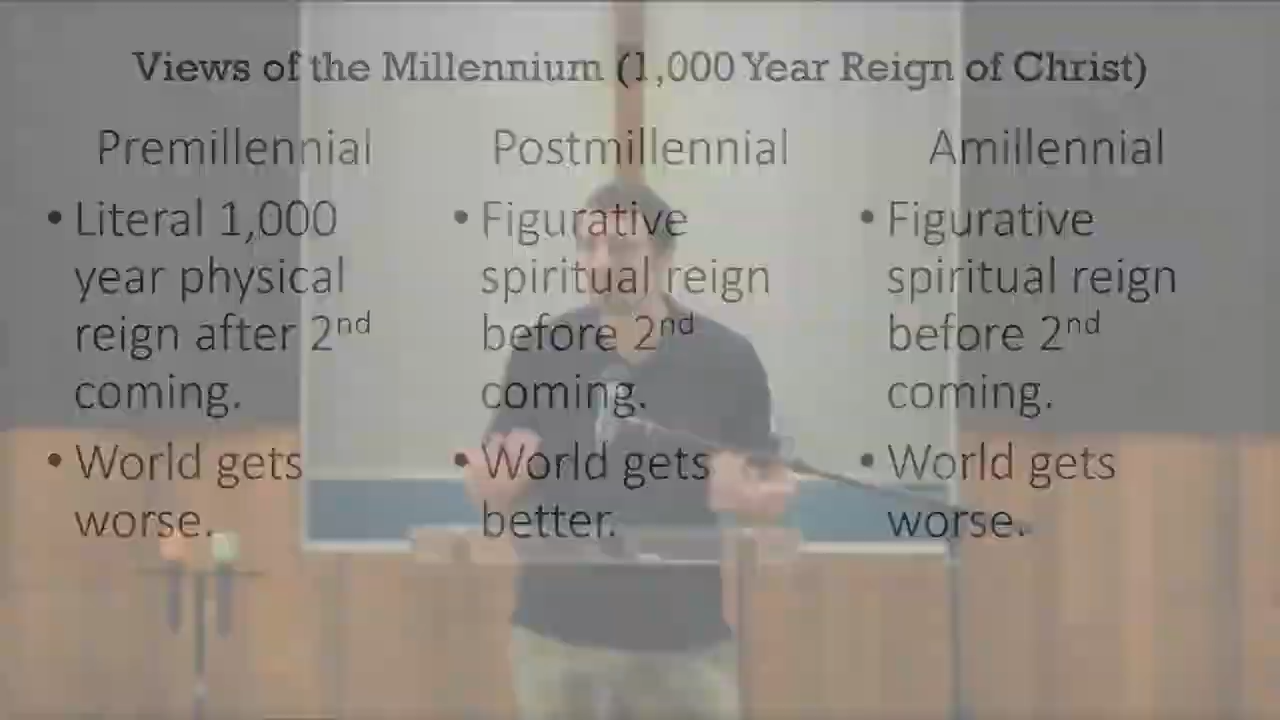 Views of the Millennium (1,000 Year Reign of Christ)
Premillennial
• Literal 1,000
year physical
reign after 2nd
coming.
• World gets
worse.
Postmillennial
• Figurative
spiritual reign
before 2nd
coming.
• World gets
better.
Amillennial
• Figurative
spiritual reign
before 2nd
coming.
• World gets
worse.